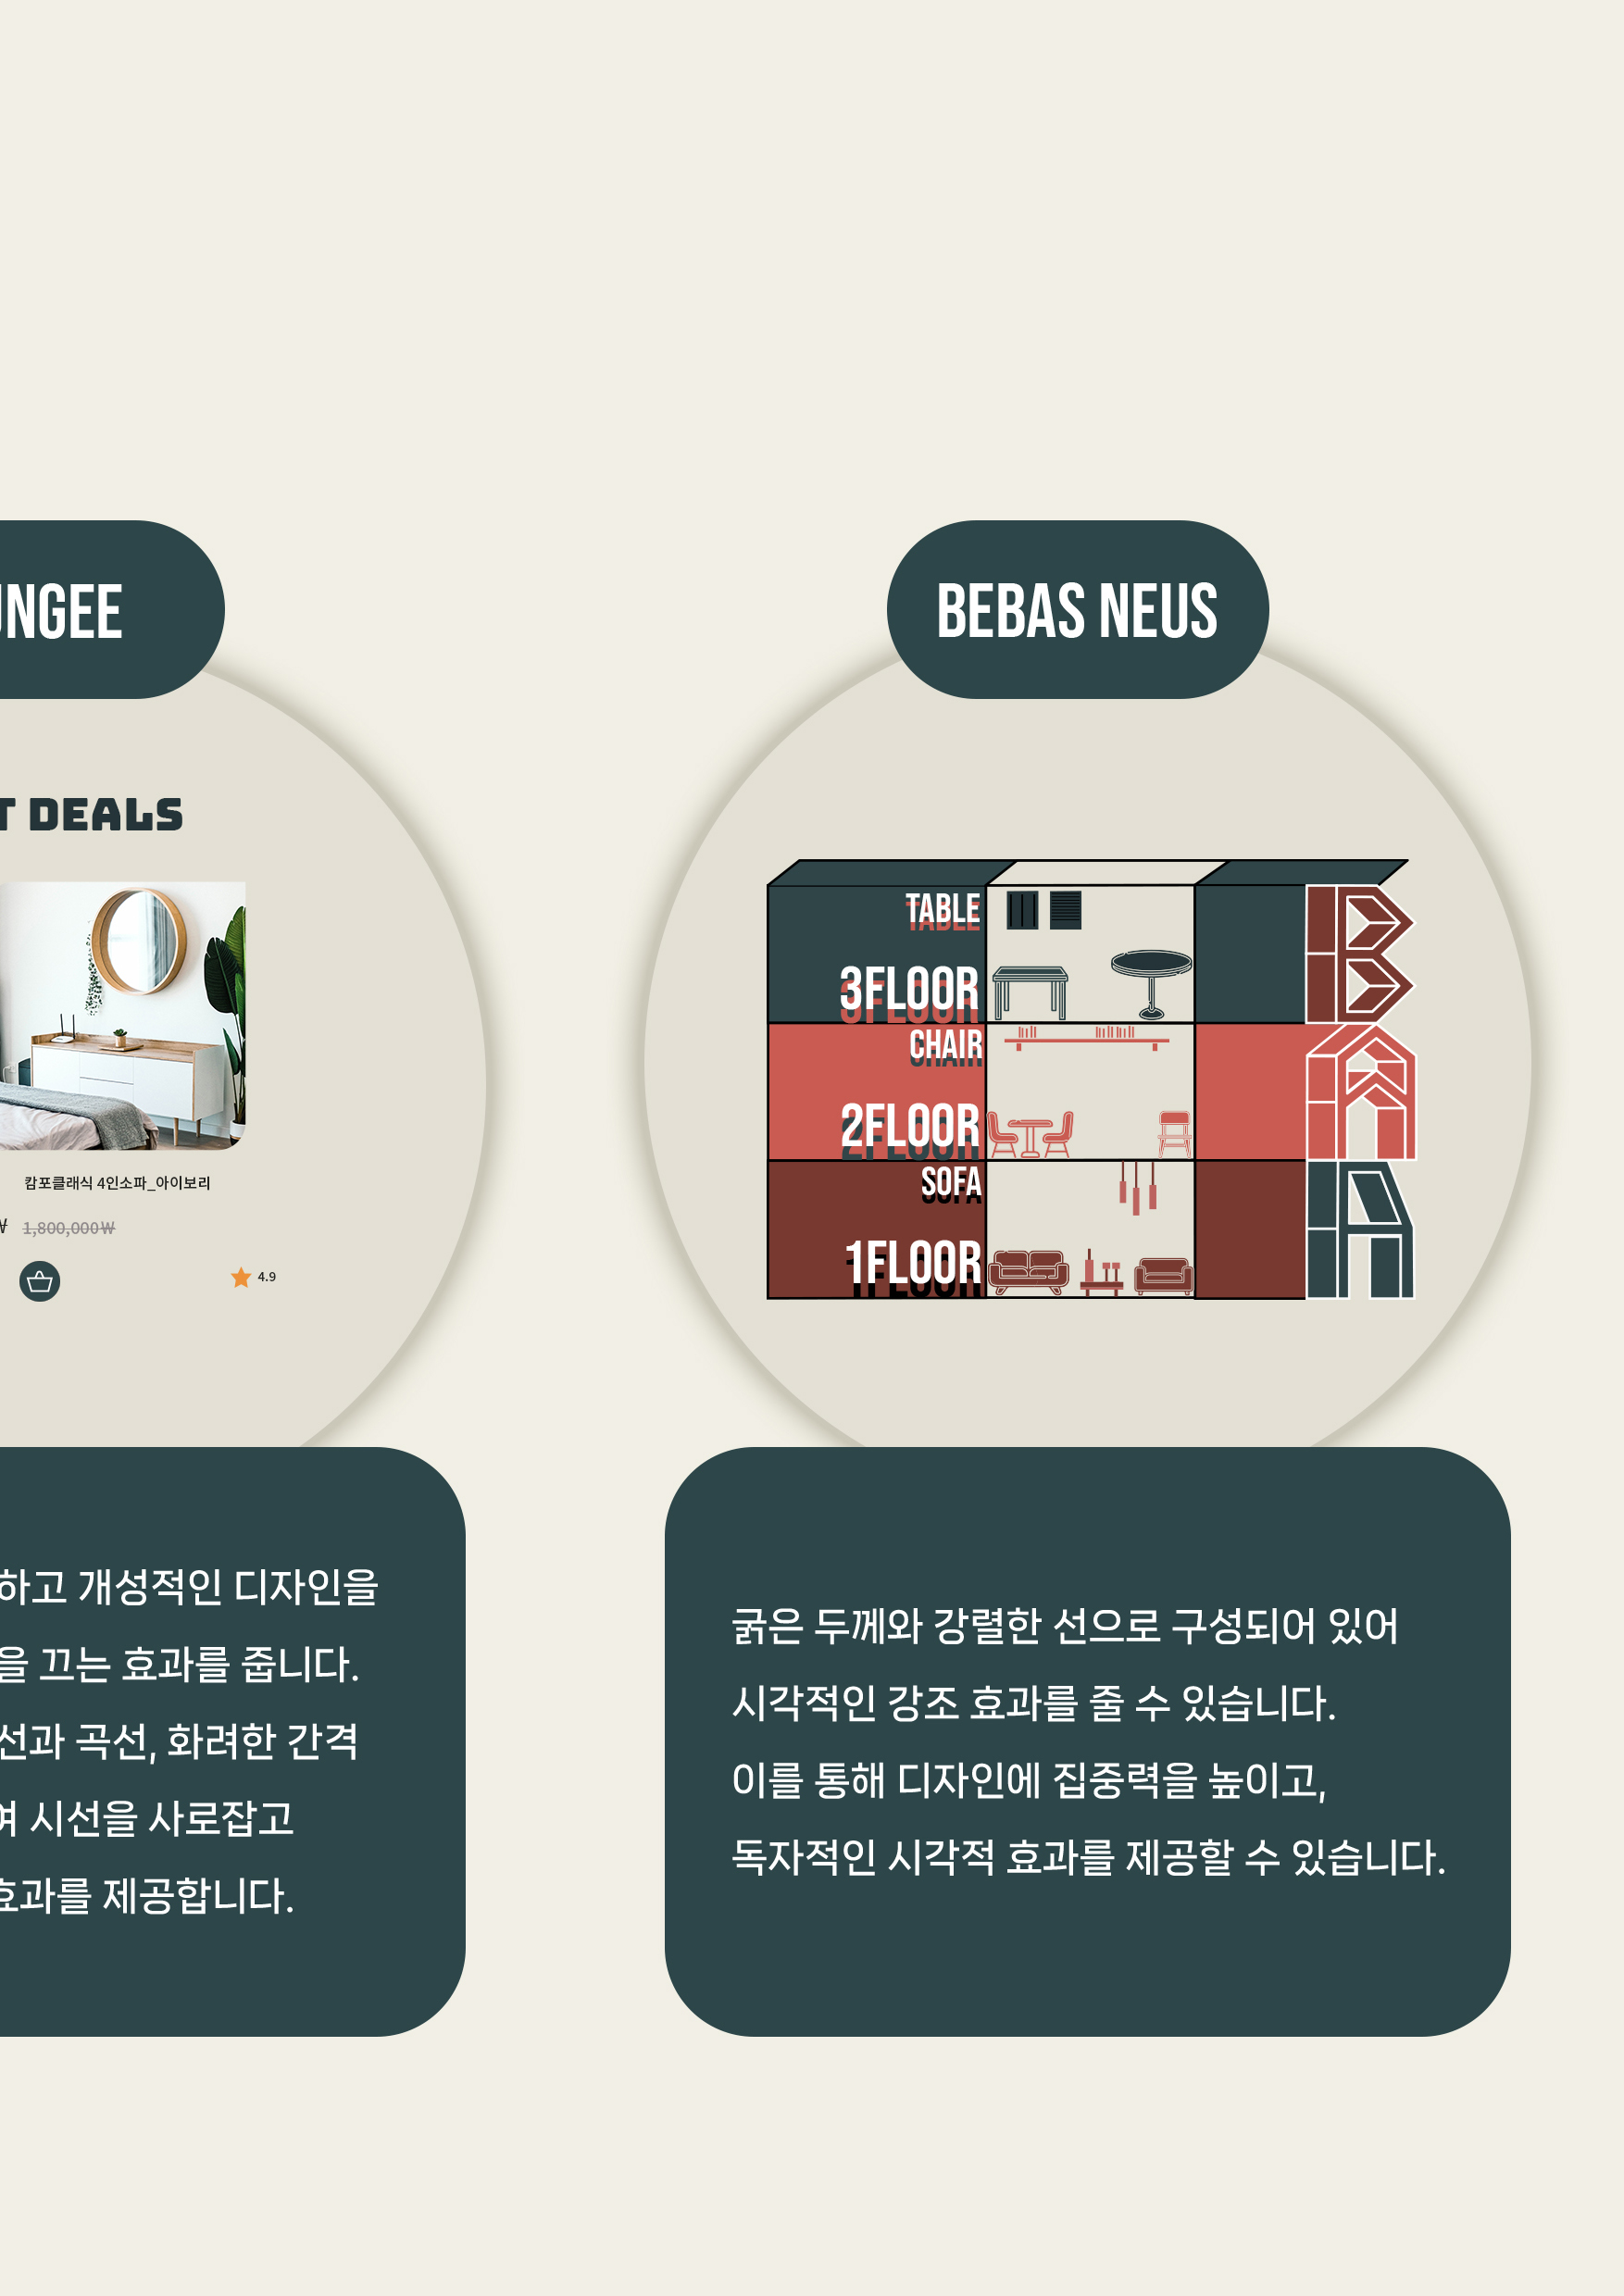 UNGEE
T DEALS
캄포클래식 4인소파_아이보리
₩ 1,800,000₩
4.9
하고 개성적인 디자인을
을 끄는 효과를 줍니다.
선과 곡선, 화려한 간격
여 시선을 사로잡고
효과를 제공합니다.
BEBAS NEUS
TABLE
3FLOOR
CHAIR
2FLOOR
SOFA
1FLOOR
B
A
A
굵은 두께와 강렬한 선으로 구성되어 있어
시각적인 강조 효과를 줄 수 있습니다.
이를 통해 디자인에 집중력을 높이고,
독자적인 시각적 효과를 제공할 수 있습니다.